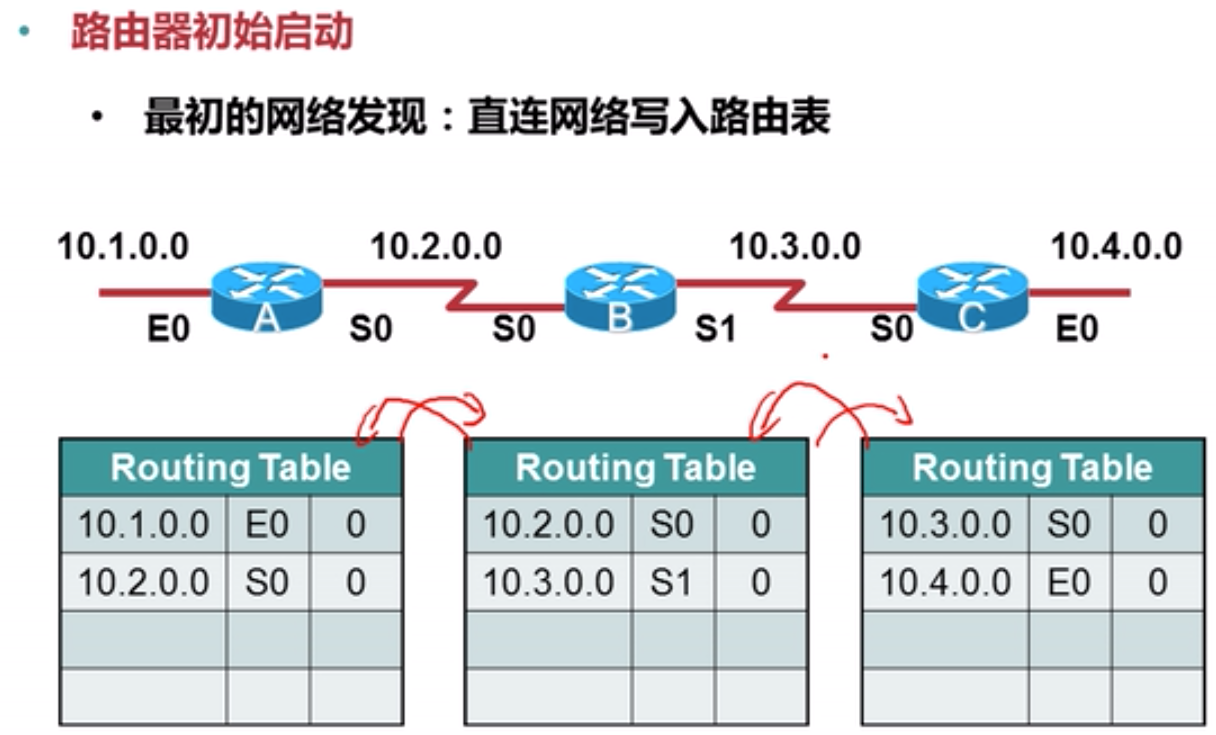 路由器初始启动
最初的网络发现：直连网络写入路由表
10.1.0.0 10.2.0.0 10.3.0.0 10.4.0.0
A B C
E0 S0 S0 S1 S0 E0
Routing Table Routing Table Routing Table
10.1.0.0 E0 0 10.2.0.0 S0 0 10.3.0.0 S0 0
10.2.0.0 S0 0 10.3.0.0 S1 0 10.4.0.0 E0 0